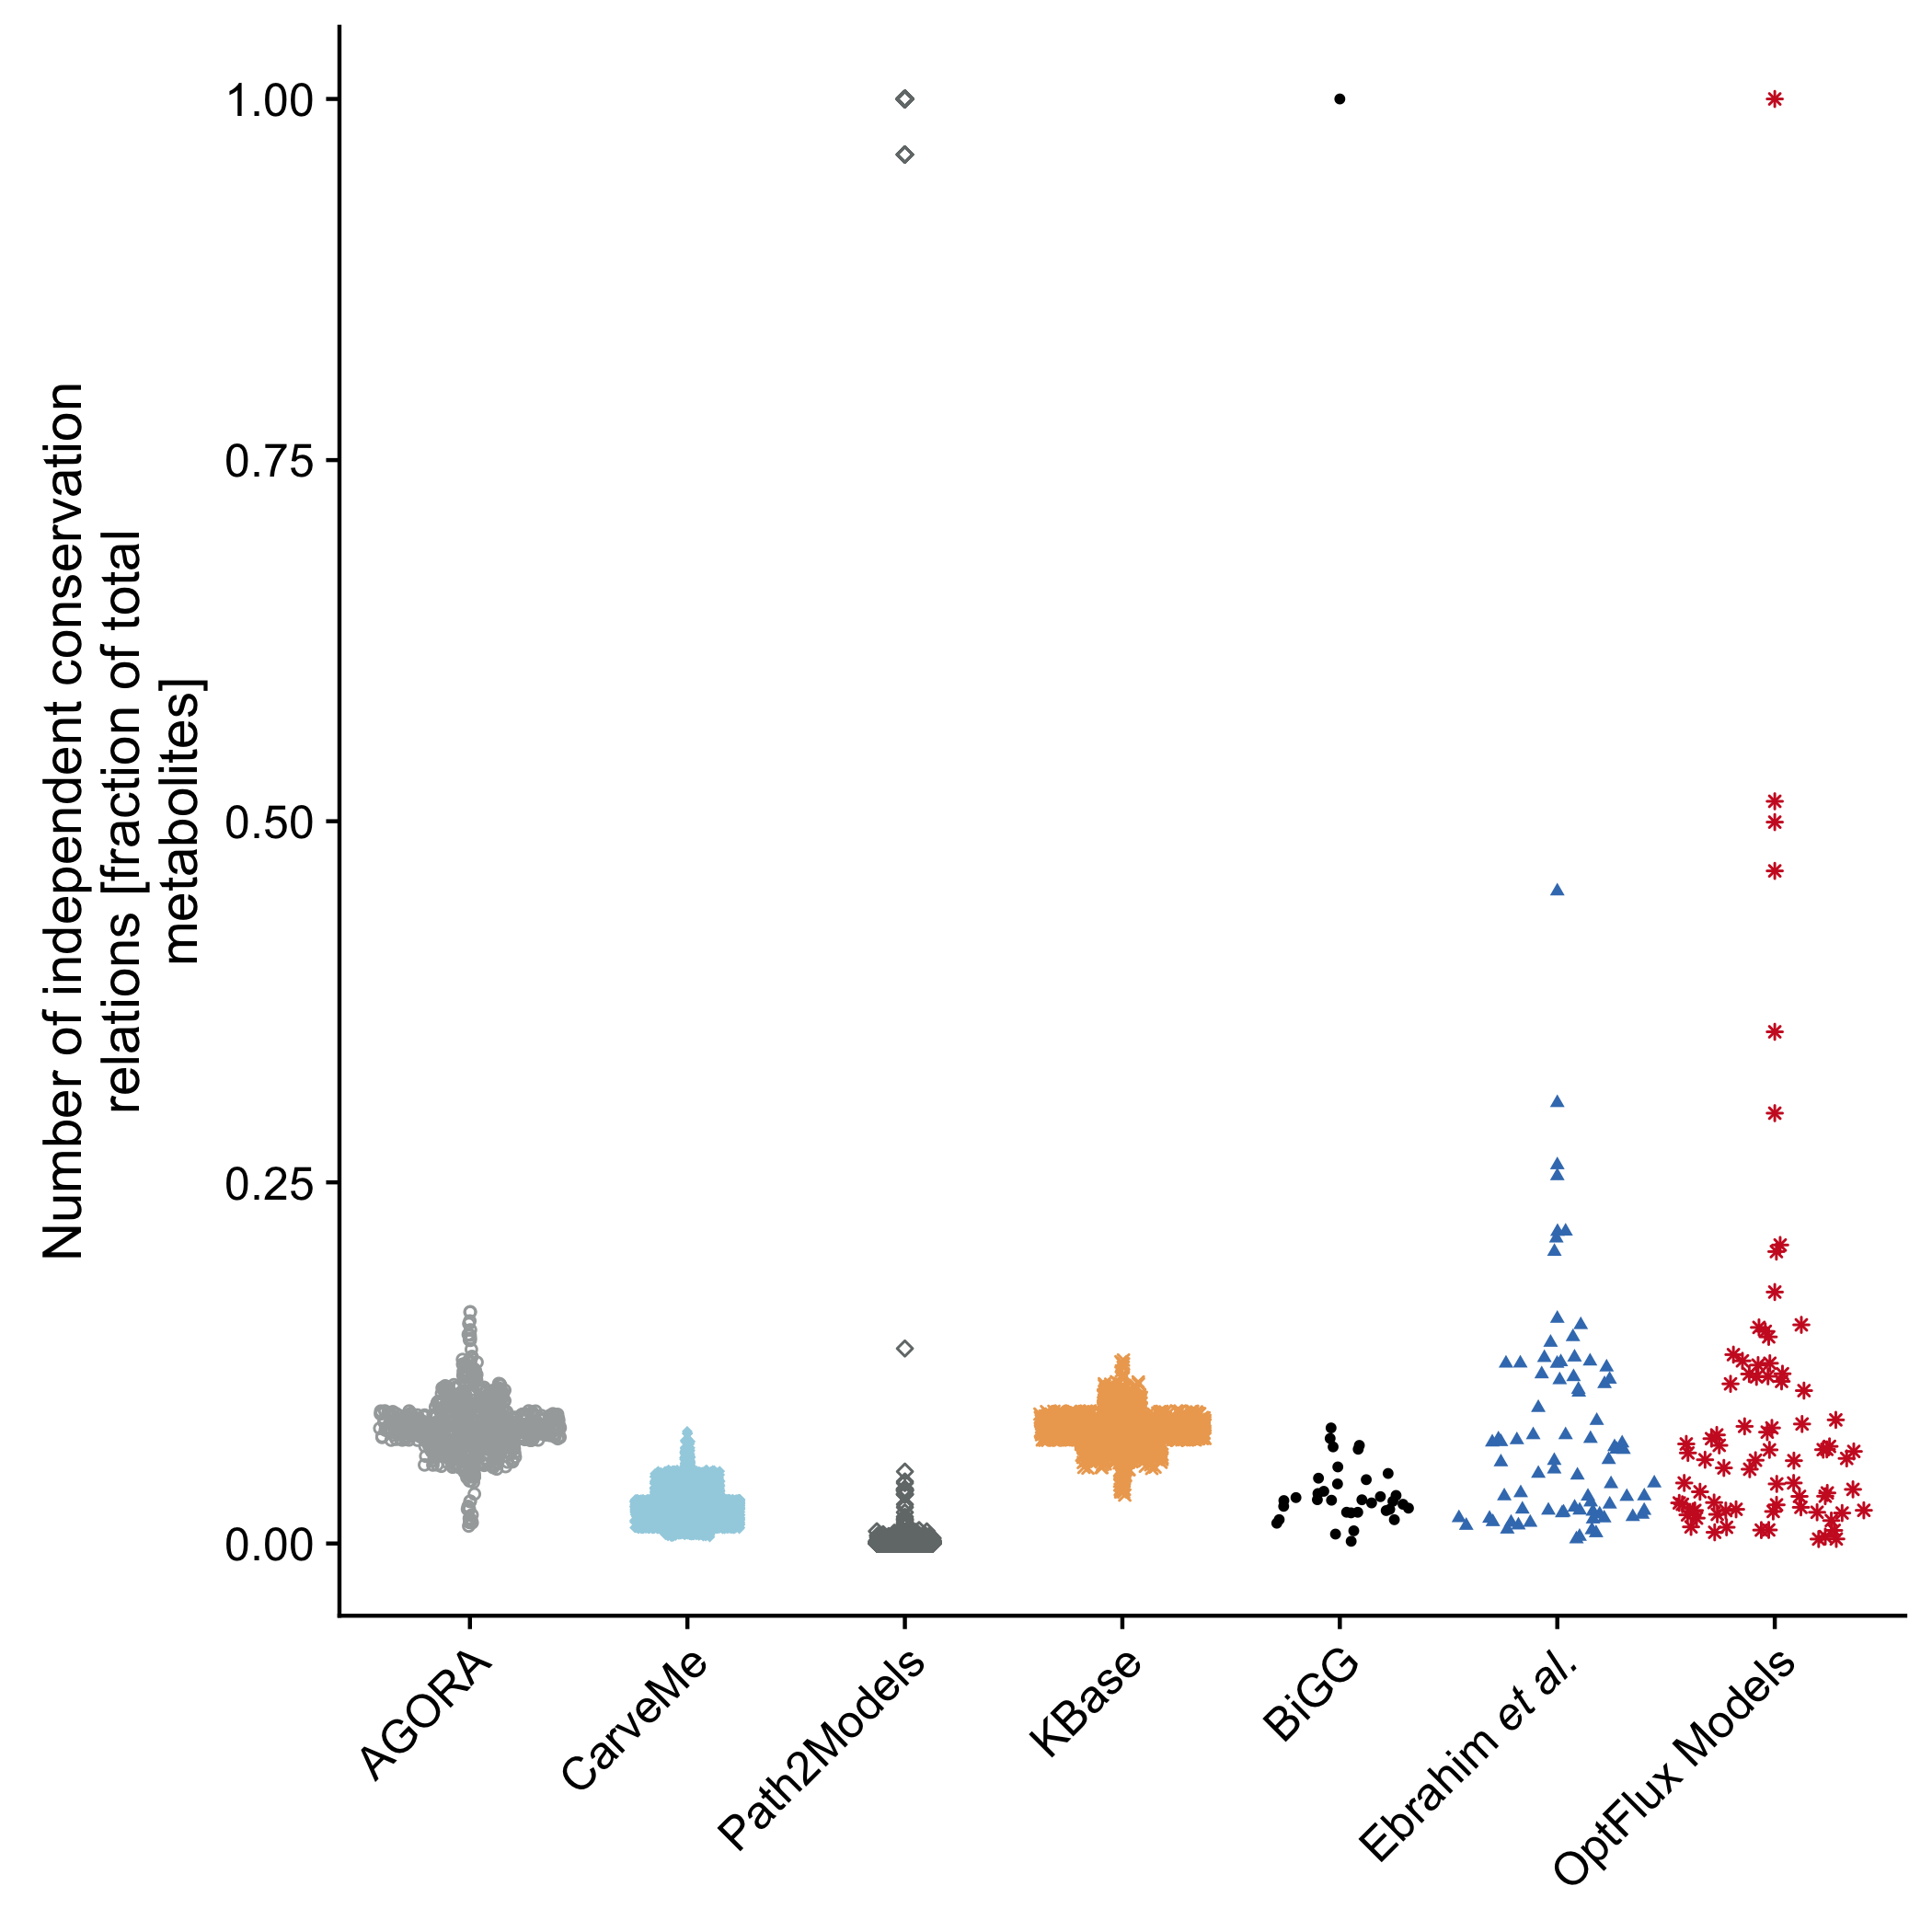 Number of independent conservation
relations [fraction of total
metabolites]
1.00
0.75
0.50
0.25
0.00
AGORA
CarveMe
Path2Models
KBase
BiGG
Ebrahim et al.
OptFlux Models